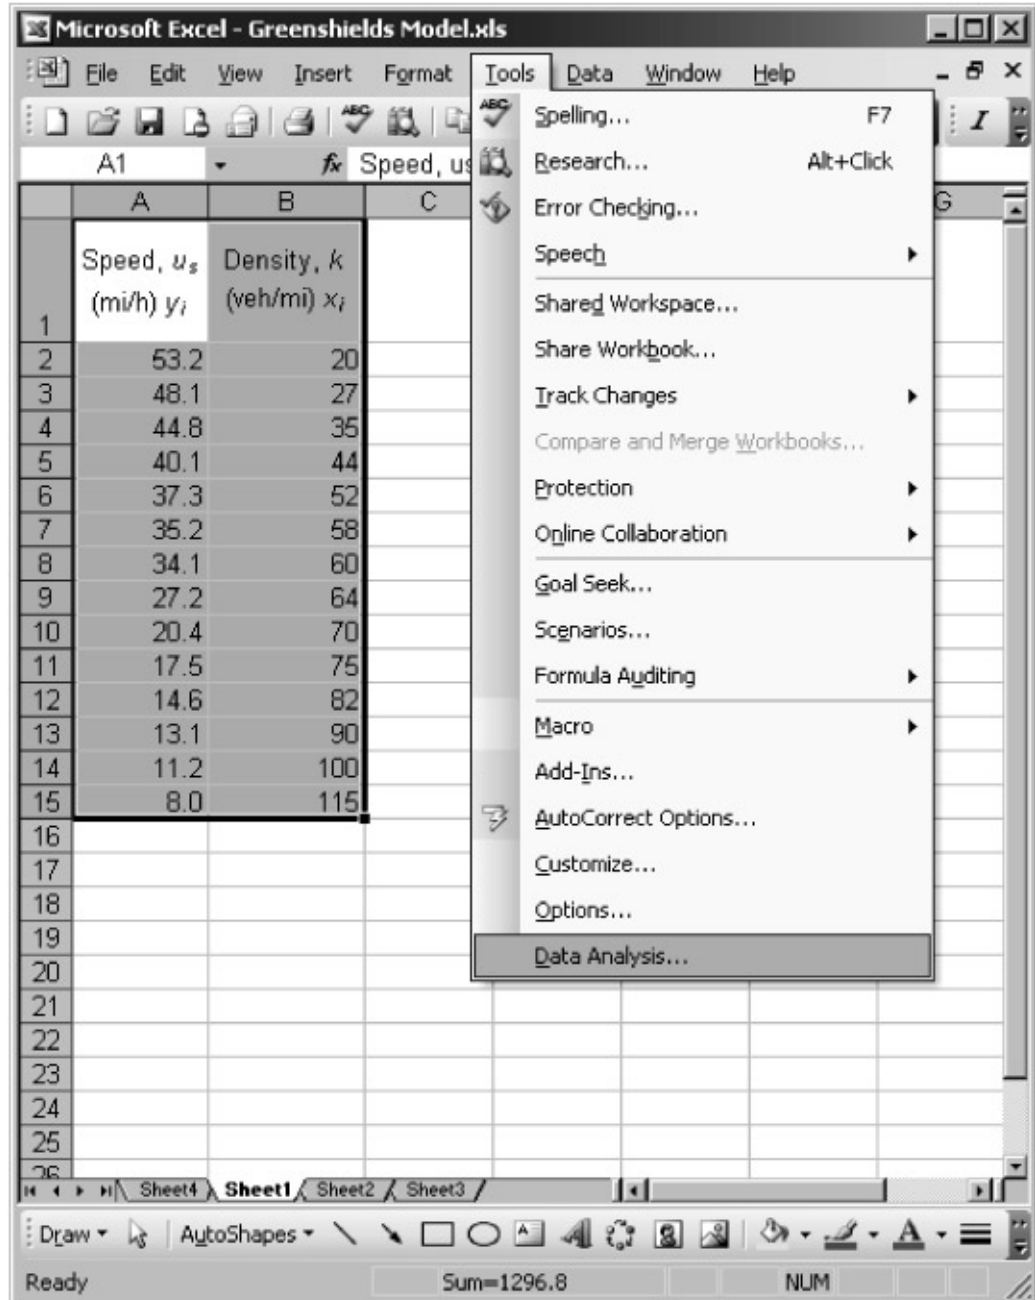 Microsoft Excel - Greenshields Model.xls
File Edit View Insert Format Tools Data Window Help
A1 fx Speed, us
A B C G
1 Speed, us (mi/h) yi Density, k (veh/mi) xi
2 53.2 20
3 48.1 27
4 44.8 35
5 40.1 44
6 37.3 52
7 35.2 58
8 34.1 60
9 27.2 64
10 20.4 70
11 17.5 75
12 14.6 82
13 13.1 90
14 11.2 100
15 8.0 115
16
17
18
19
20
21
22
23
24
25
26
Spelling... F7
Research... Alt+Click
Error Checking...
Speech
Shared Workspace...
Share Workbook...
Track Changes
Compare and Merge Workbooks...
Protection
Online Collaboration
Goal Seek...
Scenarios...
Formula Auditing
Macro
Add-Ins...
AutoCorrect Options...
Customize...
Options...
Data Analysis...
Sheet4 Sheet1 Sheet2 Sheet3
Draw AutoShapes
Ready Sum=1296.8 NUM